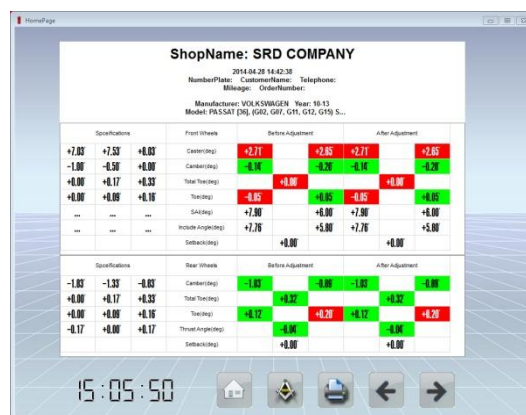 HomePage
ShopName: SRD COMPANY
2014-04-28 14:42:38
NumberPlate: CustomerName: Telephone:
Mileage: OrderNumber:
Manufacturer: VOLKSWAGEN Year: 10-13
Model: PASSAT [36], (G02, G07, G11, G12, G15) S...
Specifications Front Wheels Before Adjustment After Adjustment
+7.03' +7.53' +8.03' Caster(deg) +2.71' +2.65' +2.71' +2.65'
-1.00' -0.50' +0.00' Camber(deg) -0.14' -0.20' -0.14' -0.20'
+0.00' +0.17' +0.33' Total Toe(deg) +0.00' +0.00'
+0.00' +0.09' +0.16' Toe(deg) -0.05' +0.05' -0.05' +0.05'
... ... ... SAI(deg) +7.90' +6.00' +7.90' +6.00'
... ... ... Include Angle(deg) +7.76' +5.80' +7.76' +5.80'
Setback(deg) +0.00' +0.00'
Specifications Rear Wheels Before Adjustment After Adjustment
-1.83' -1.33' -0.83' Camber(deg) -1.03' -1.03'
+0.00' +0.17' +0.33' Total Toe(deg) +0.32' +0.32'
+0.00' +0.09' +0.16' Toe(deg) +0.12' +0.20' +0.12' +0.20'
-0.17' +0.00' +0.17' Thrust Angle(deg) -0.04' -0.04'
Setback(deg) +0.00' +0.00'
15:05:50